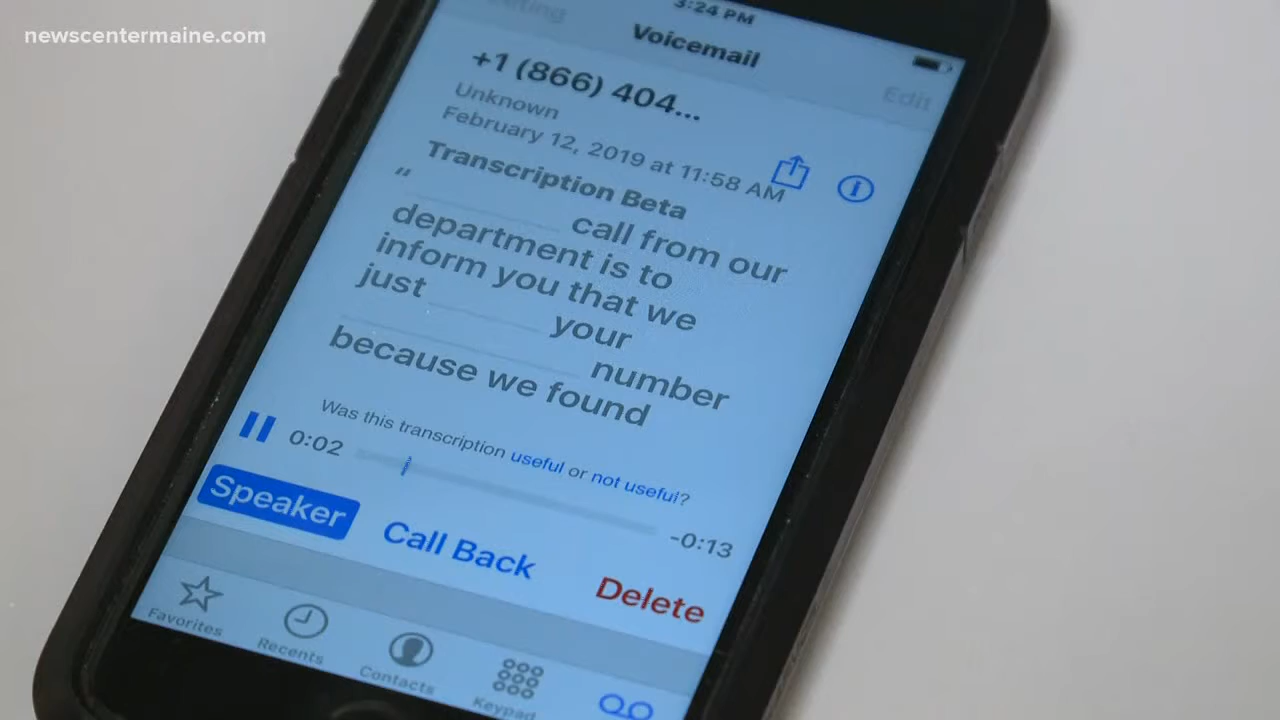 newscentermaine.com
3:24 PM
Voicemail
Edit
+1 (866) 404...
Unknown
February 12, 2019 at 11:58 AM
Transcription Beta
“
call from our
department is to
inform you that we
just your
number
because we found
Was this transcription useful or not useful?
0:02
-0:13
Speaker
Call Back
Delete
Favorites
Recents
Contacts
Keypad